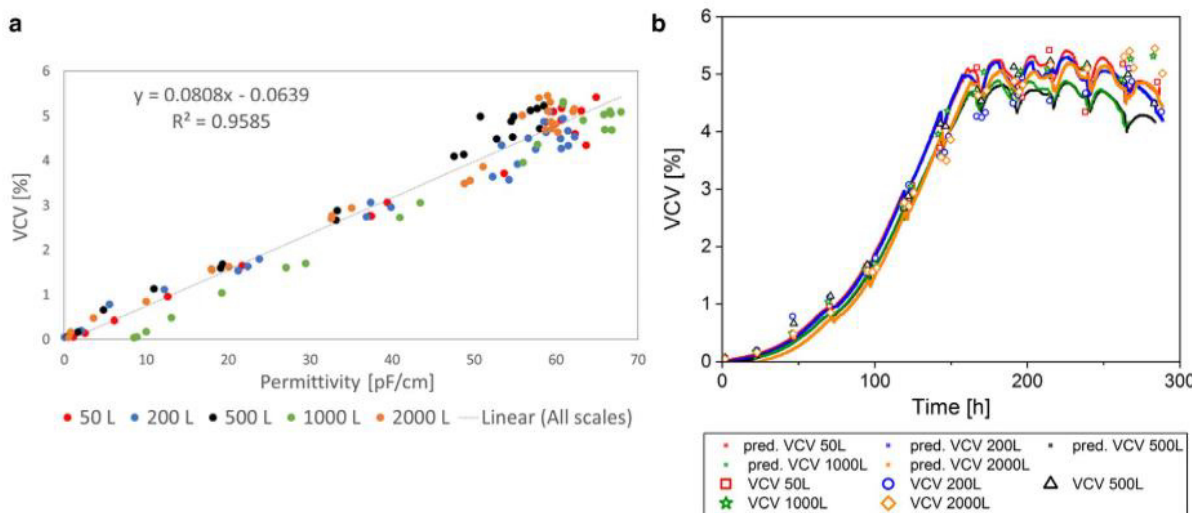 a
y = 0.0808x - 0.0639
R² = 0.9585
VCV [%]
6
5
4
3
2
1
0
0 10 20 30 40 50 60 70
Permittivity [pF/cm]
50 L 200 L 500 L 1000 L 2000 L Linear (All scales)
b
VCV [%]
6
5
4
3
2
1
0
0 100 200 300
Time [h]
pred. VCV 50L pred. VCV 200L pred. VCV 500L
pred. VCV 1000L pred. VCV 2000L
VCV 50L VCV 200L VCV 500L
VCV 1000L VCV 2000L